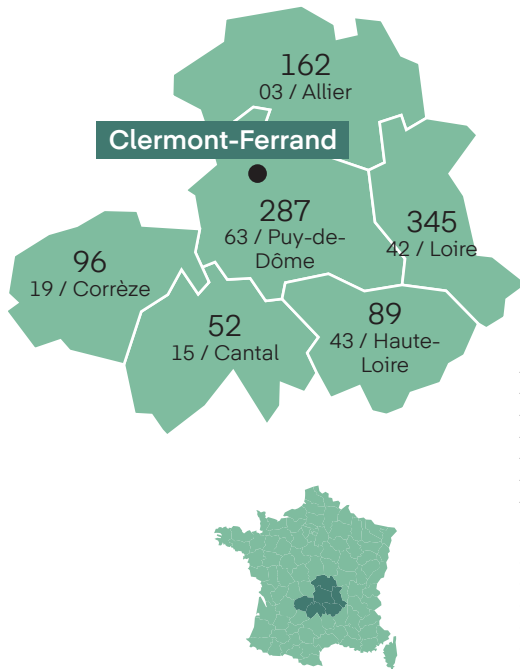 162
03 / Allier
Clermont-Ferrand
287
63 / Puy-de-
Dôme
345
42 / Loire
96
19 / Corrèze
52
15 / Cantal
89
43 / Haute-
Loire